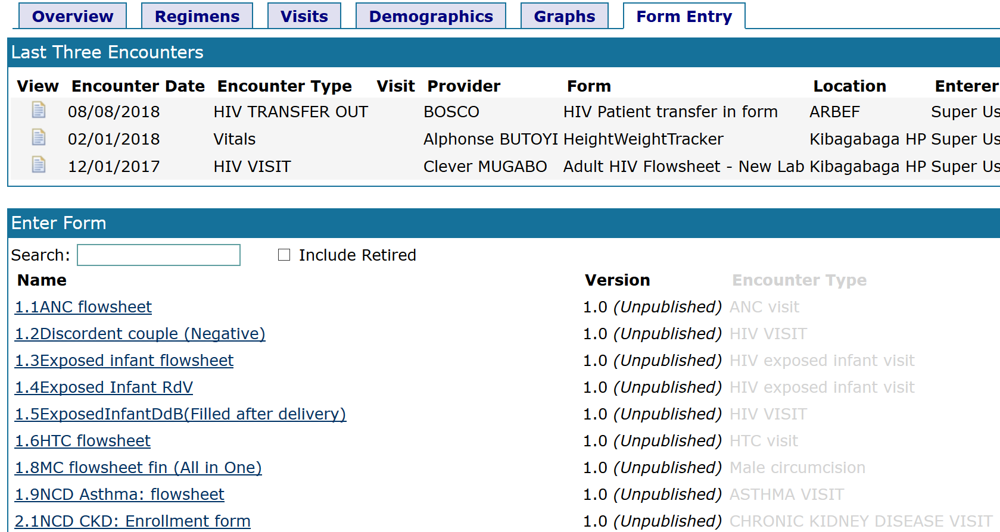 Overview Regimens Visits Demographics Graphs Form Entry
Last Three Encounters
View Encounter Date Encounter Type Visit Provider Form Location Enterer
08/08/2018 HIV TRANSFER OUT BOSCO HIV Patient transfer in form ARBEF Super Us
02/01/2018 Vitals Alphonse BUTOYI HeightWeightTracker Kibagabaga HP Super Us
12/01/2017 HIV VISIT Clever MUGABO Adult HIV Flowsheet - New Lab Kibagabaga HP Super Us
Enter Form
Search: Include Retired
Name Version Encounter Type
1.1ANC flowsheet 1.0 (Unpublished) ANC visit
1.2Discordent couple (Negative) 1.0 (Unpublished) HIV VISIT
1.3Exposed infant flowsheet 1.0 (Unpublished) HIV exposed infant visit
1.4Exposed Infant RdV 1.0 (Unpublished) HIV exposed infant visit
1.5ExposedInfantDdB(Filled after delivery) 1.0 (Unpublished) HIV VISIT
1.6HTC flowsheet 1.0 (Unpublished) HTC visit
1.8MC flowsheet fin (All in One) 1.0 (Unpublished) Male circumcision
1.9NCD Asthma: flowsheet 1.0 (Unpublished) ASTHMA VISIT
2.1NCD CKD: Enrollment form 1.0 (Unpublished) CHRONIC KIDNEY DISEASE VISIT